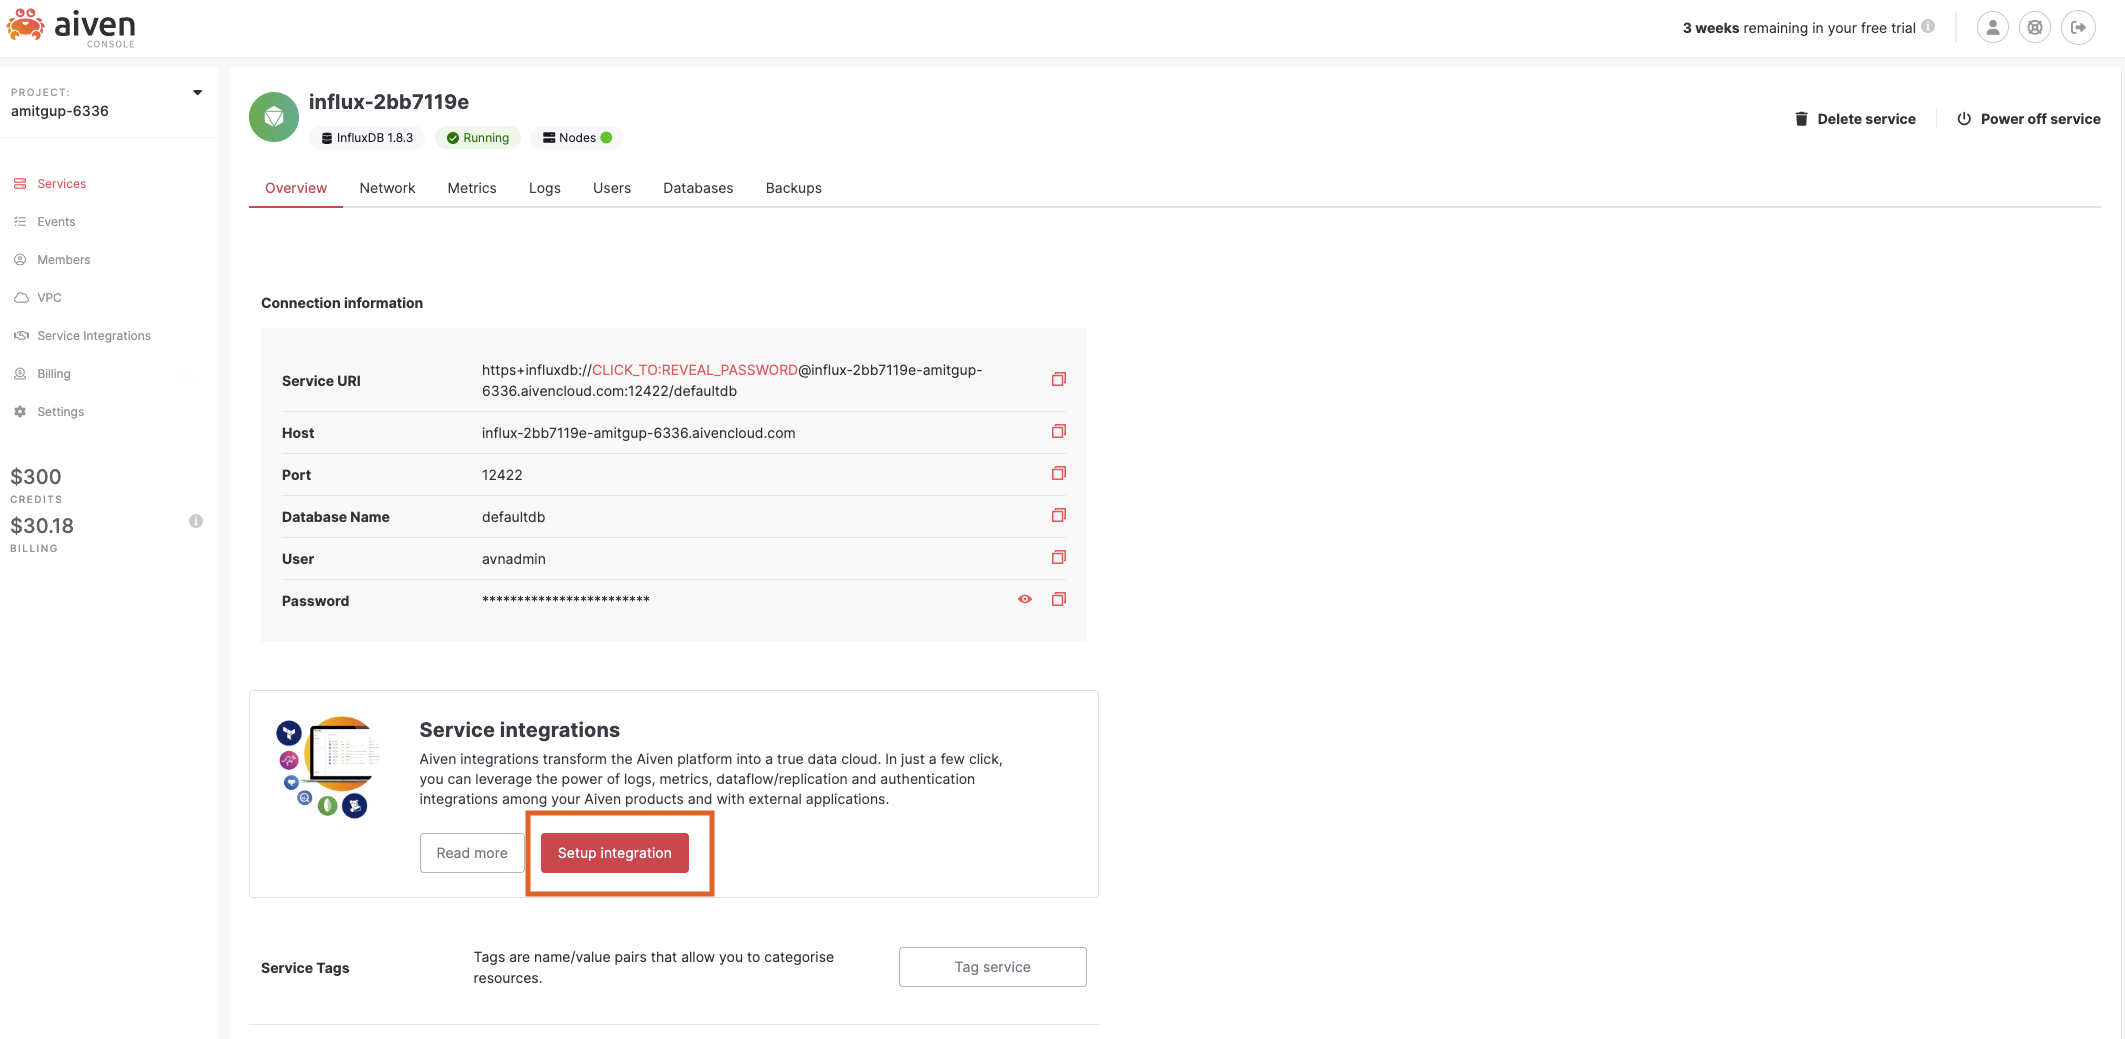 aiven
CONSOLE
3 weeks remaining in your free trial
PROJECT:
amitgup-6336
Services
Events
Members
VPC
Service Integrations
Billing
Settings
$300
CREDITS
$30.18
BILLING
influx-2bb7119e
InfluxDB 1.8.3
Running
Nodes
Delete service
Power off service
Overview
Network
Metrics
Logs
Users
Databases
Backups
Connection information
Service URI
https+influxdb://CLICK_TO:REVEAL_PASSWORD@influx-2bb7119e-amitgup-
6336.aivencloud.com:12422/defaultdb
Host
influx-2bb7119e-amitgup-6336.aivencloud.com
Port
12422
Database Name
defaultdb
User
avnadmin
Password
************************
Service integrations
Aiven integrations transform the Aiven platform into a true data cloud. In just a few click,
you can leverage the power of logs, metrics, dataflow/replication and authentication
integrations among your Aiven products and with external applications.
Read more
Setup integration
Service Tags
Tags are name/value pairs that allow you to categorise
resources.
Tag service